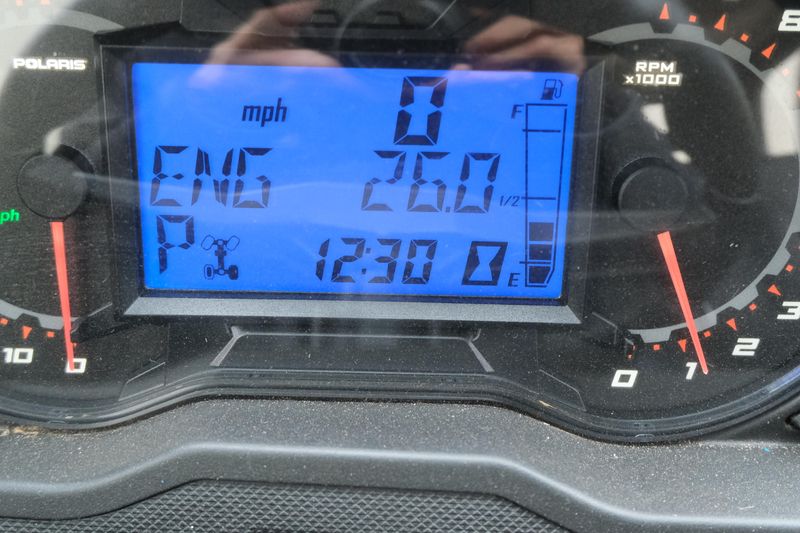 POLARIS
RPM
x1000
8
mph 0
F
ENG 26.0
1/2
ph
P 12:30
E
10 0
0 1 2 3